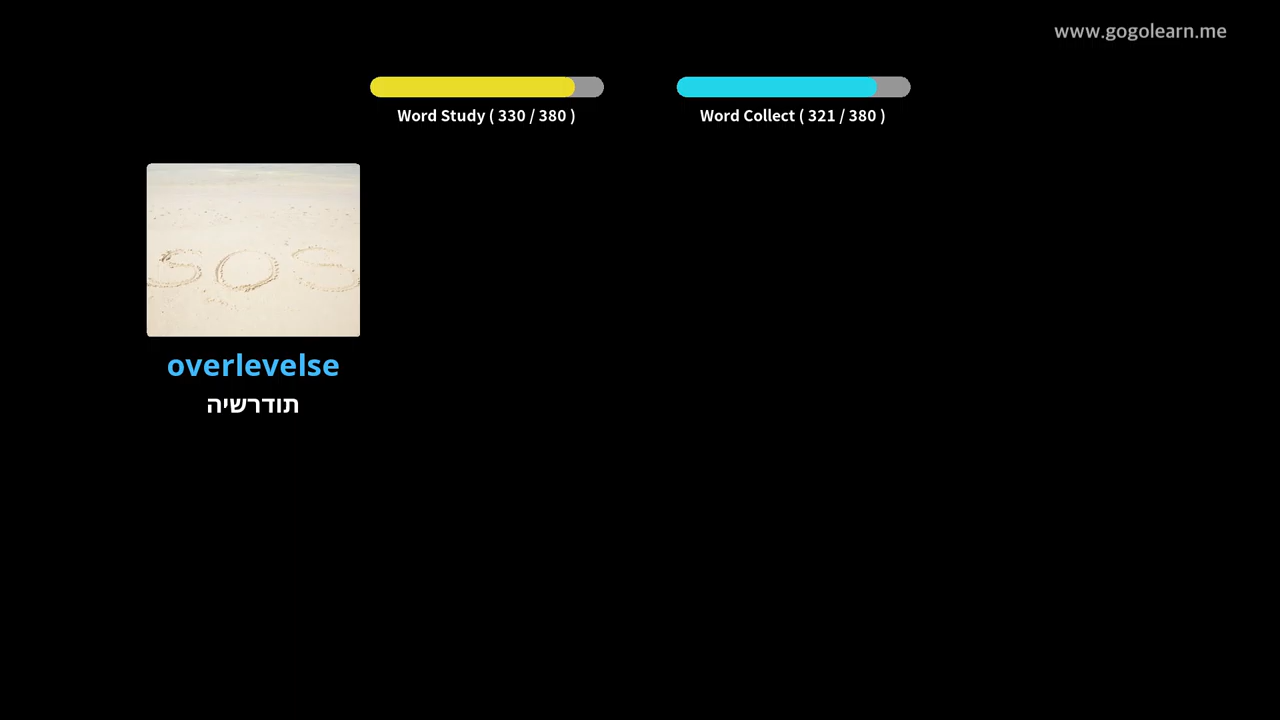 www.gogolearn.me
Word Study ( 330 / 380 )
Word Collect ( 321 / 380 )
SOS
overlevelse
תודרשיה